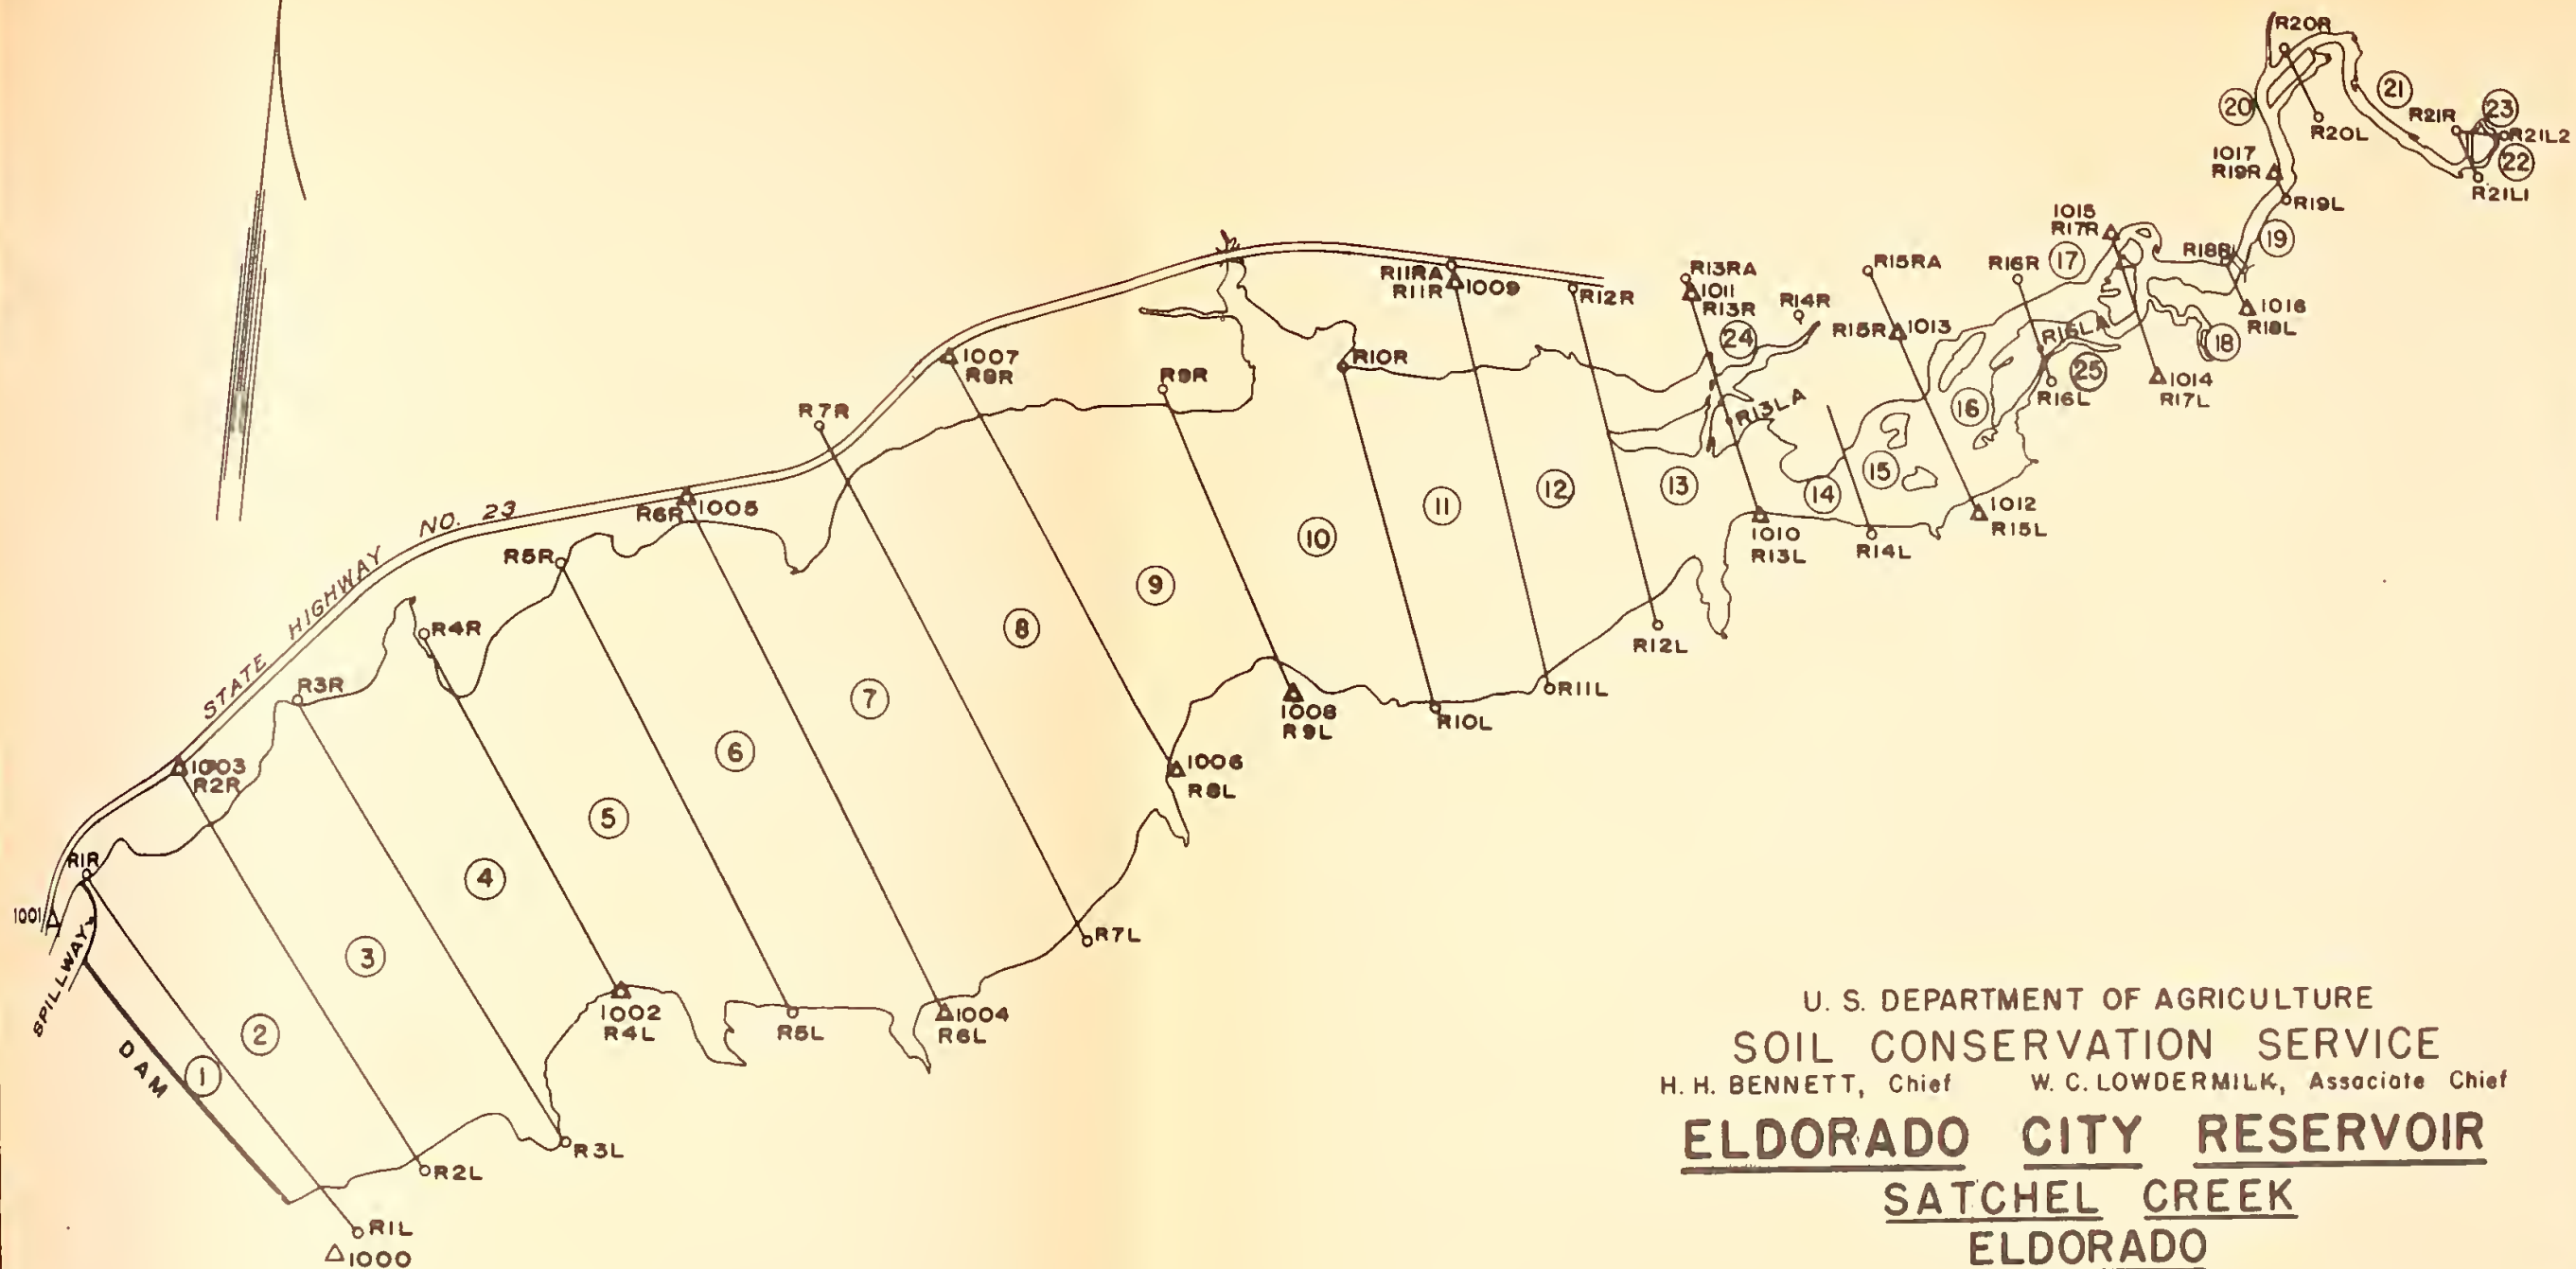 R20R
21
20
R21R
23
R21L2
R20L
22
1017
R19R
R21L1
R19L
1015
R17R
19
17
R18R
R16R
R15RA
R13RA
1011
R13R
R14R
R11RA
R11R
1009
R12R
1016
R18L
18
R15R
1013
R16LA
24
25
1014
R17L
R16L
1007
R8R
R9R
R10R
R7R
R13LA
16
15
14
13
12
11
1012
R15L
1010
R13L
R14L
R6R
1005
STATE HIGHWAY NO. 23
R5R
10
9
8
R4R
R12L
R3R
7
R11L
1008
R9L
R10L
6
1003
R2R
1006
R8L
5
R1R
4
1001
R7L
SPILLWAY
3
1002
R4L
R5L
1004
R6L
2
DAM
1
R3L
R2L
R1L
1000
U. S. DEPARTMENT OF AGRICULTURE
SOIL CONSERVATION SERVICE
H. H. BENNETT, Chief W. C. LOWDERMILK, Associate Chief
ELDORADO CITY RESERVOIR
SATCHEL CREEK
ELDORADO